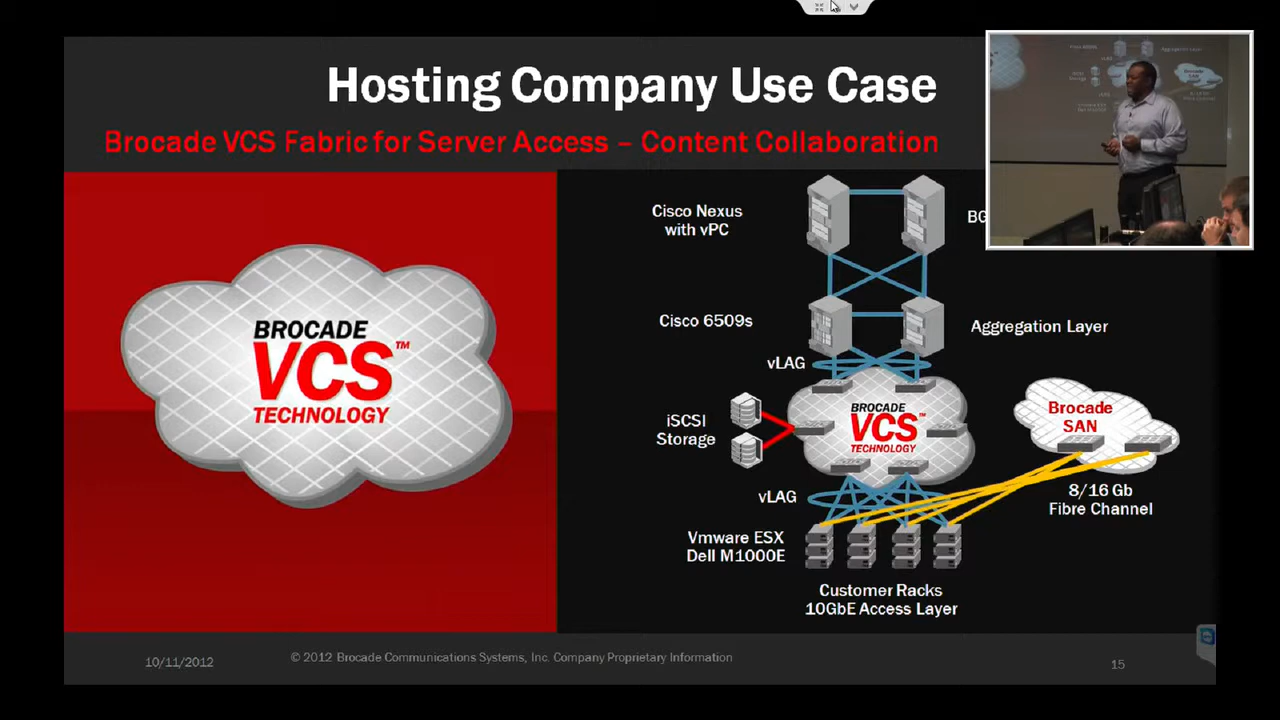 Hosting Company Use Case
Brocade VCS Fabric for Server Access – Content Collaboration
BROCADE
VCS™
TECHNOLOGY
Cisco Nexus
with vPC
Cisco 6509s
Aggregation Layer
vLAG
iSCSI
Storage
BROCADE
VCS™
TECHNOLOGY
Brocade
SAN
vLAG
8/16 Gb
Fibre Channel
Vmware ESX
Dell M1000E
Customer Racks
10GbE Access Layer
10/11/2012
© 2012 Brocade Communications Systems, Inc. Company Proprietary Information
15